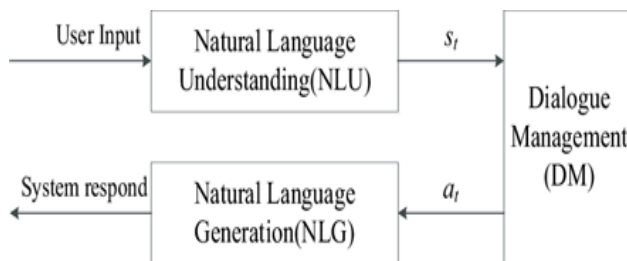 User Input
Natural Language
Understanding(NLU)
s_t
Dialogue
Management
(DM)
System respond
Natural Language
Generation(NLG)
a_t